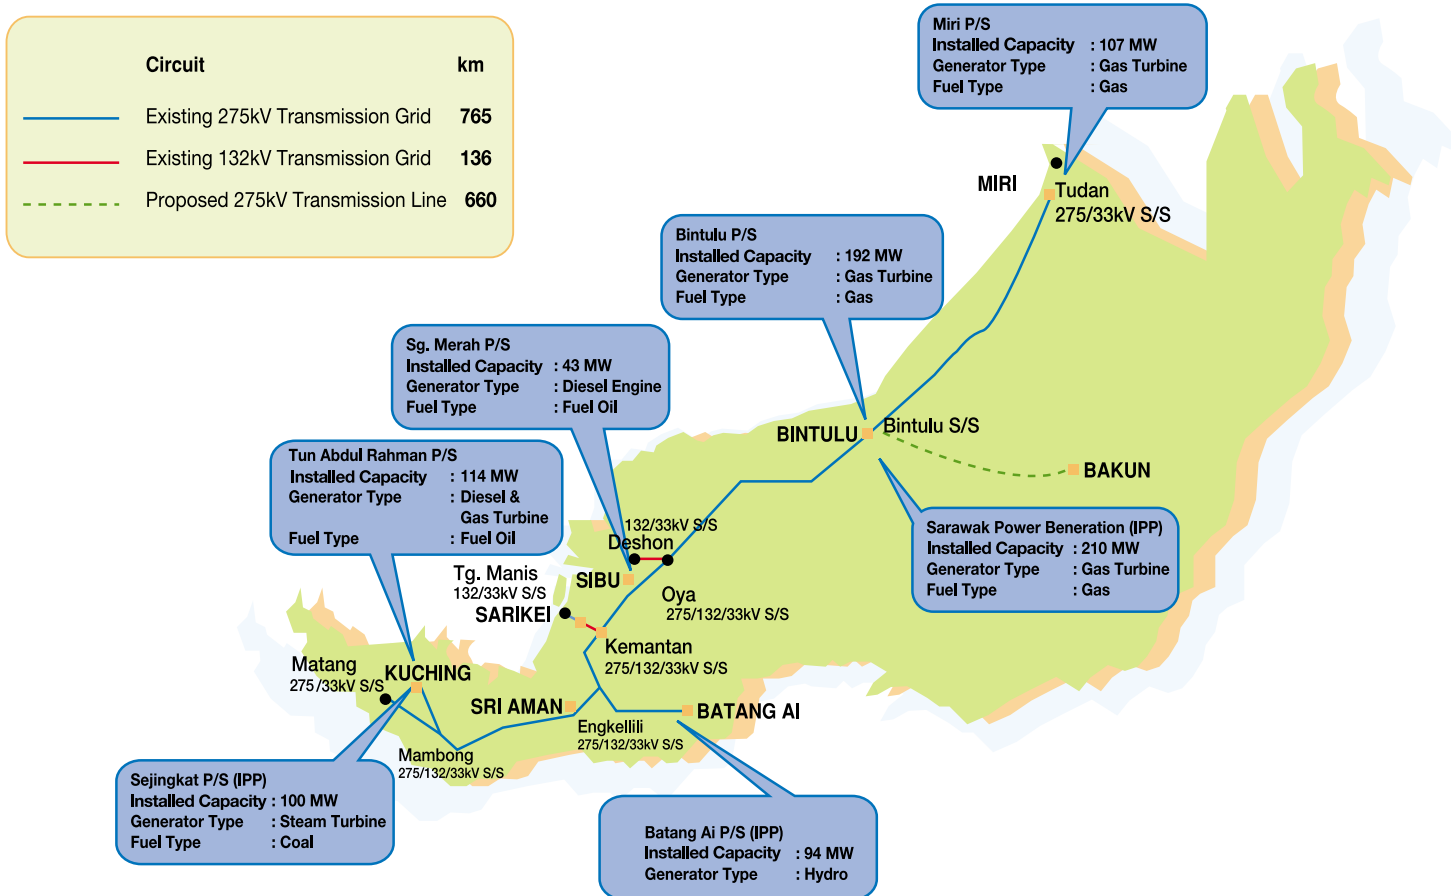 Circuit km
Existing 275kV Transmission Grid 765
Existing 132kV Transmission Grid 136
Proposed 275kV Transmission Line 660
Miri P/S
Installed Capacity : 107 MW
Generator Type : Gas Turbine
Fuel Type : Gas
MIRI
Tudan
275/33kV S/S
Bintulu P/S
Installed Capacity : 192 MW
Generator Type : Gas Turbine
Fuel Type : Gas
Sg. Merah P/S
Installed Capacity : 43 MW
Generator Type : Diesel Engine
Fuel Type : Fuel Oil
BINTULU
Bintulu S/S
BAKUN
Tun Abdul Rahman P/S
Installed Capacity : 114 MW
Generator Type : Diesel &
Gas Turbine
Fuel Type : Fuel Oil
Sarawak Power Beneration (IPP)
Installed Capacity : 210 MW
Generator Type : Gas Turbine
Fuel Type : Gas
132/33kV S/S
Deshon
Tg. Manis
132/33kV S/S
SIBU
Oya
275/132/33kV S/S
SARIKEI
Kemantan
275/132/33kV S/S
Matang
275/33kV S/S
KUCHING
SRI AMAN
BATANG AI
Engkellili
275/132/33kV S/S
Mambong
275/132/33kV S/S
Sejingkat P/S (IPP)
Installed Capacity : 100 MW
Generator Type : Steam Turbine
Fuel Type : Coal
Batang Ai P/S (IPP)
Installed Capacity : 94 MW
Generator Type : Hydro